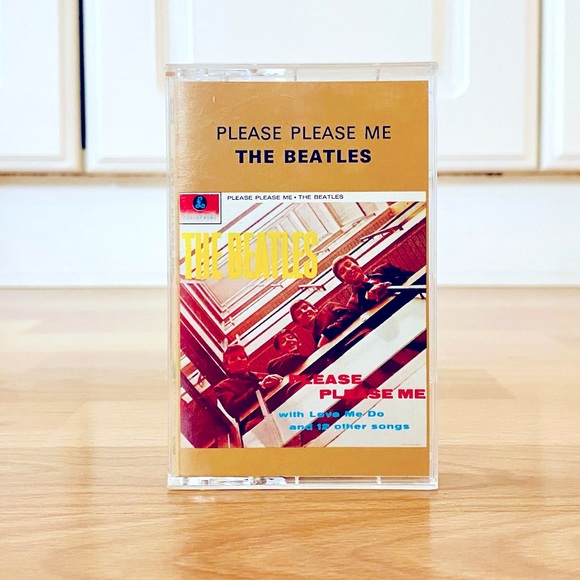 PLEASE PLEASE ME
THE BEATLES
PLEASE PLEASE ME • THE BEATLES
THE BEATLES
PLEASE
PLEASE ME
with Love Me Do
and 12 other songs